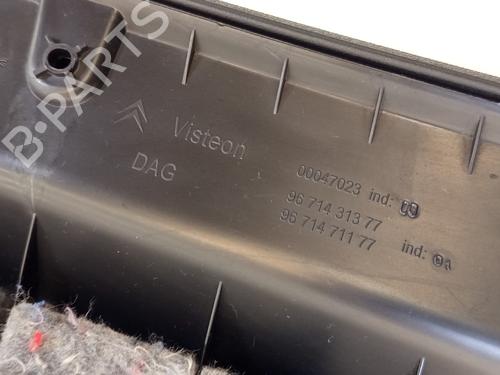 B-PARTS
Visteon
DAG
00047023 ind:
96 714 313 77
96 714 711 77 ind: